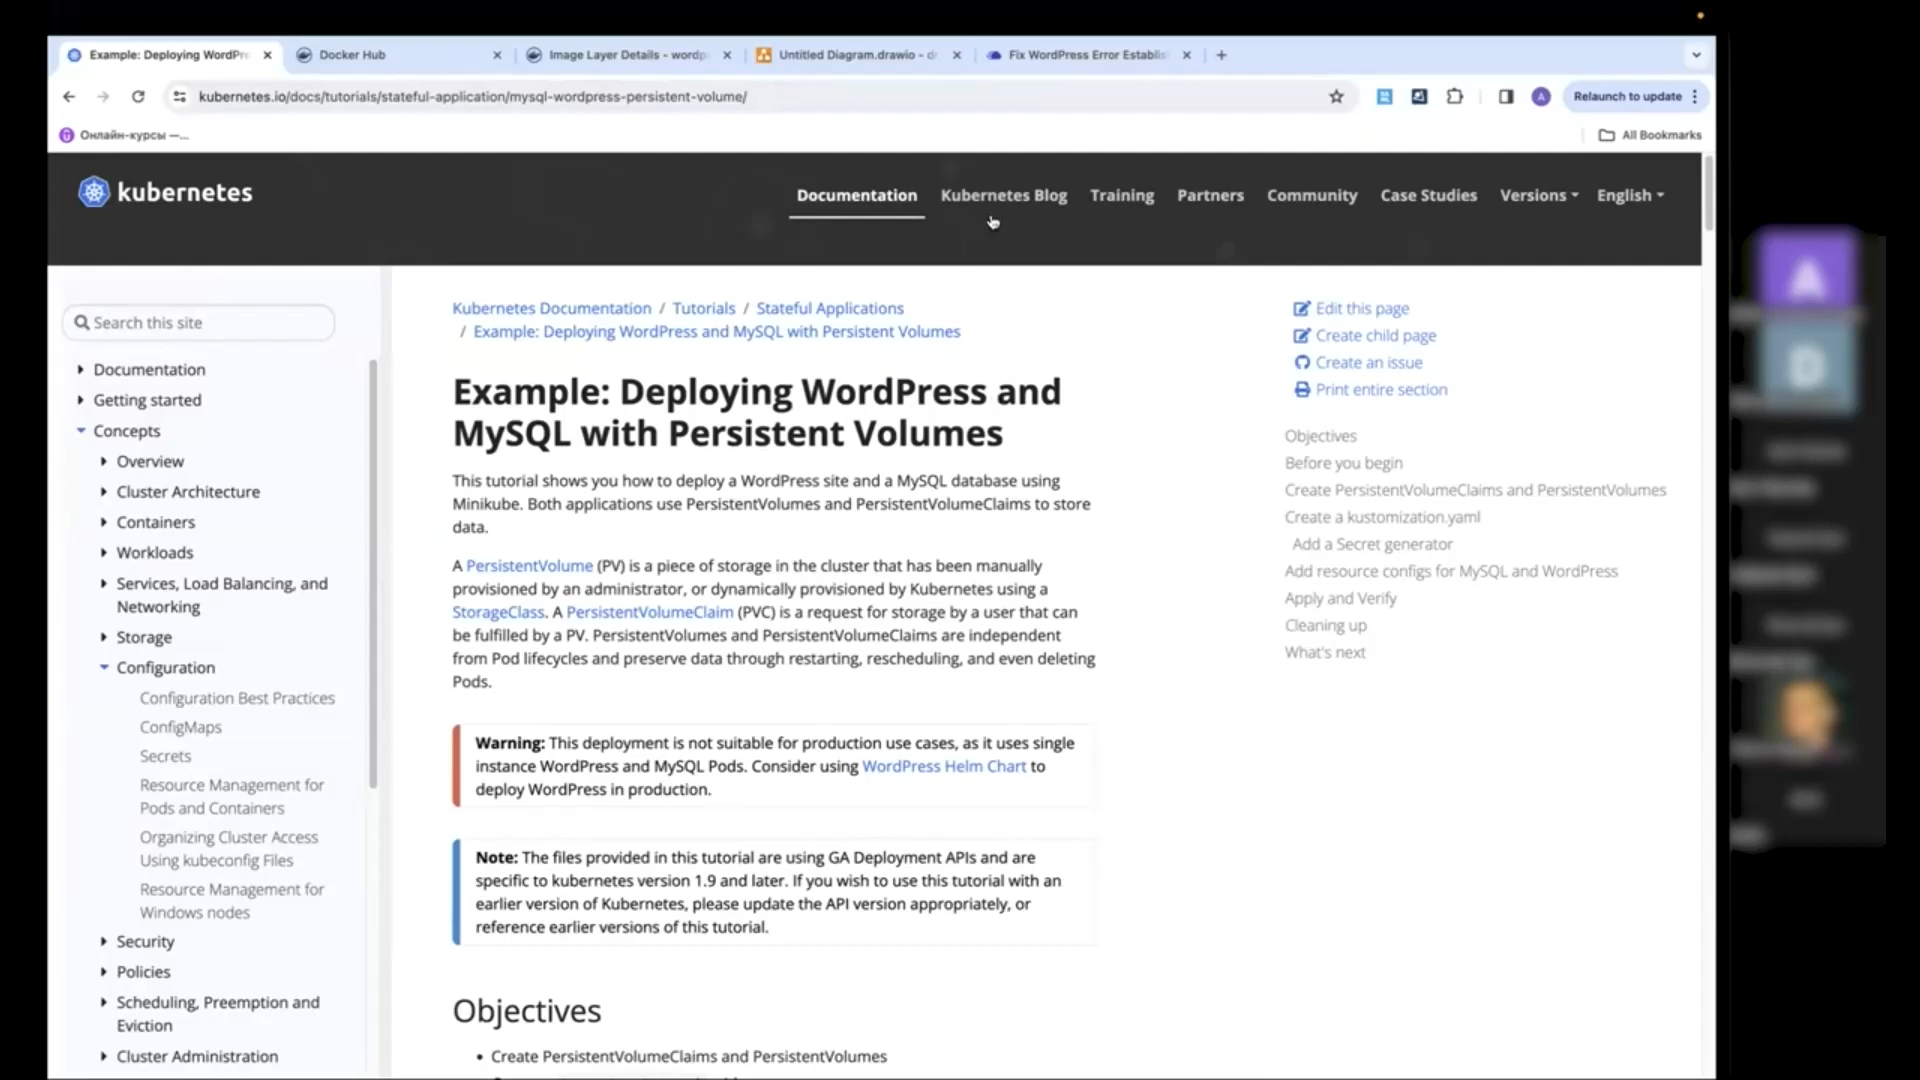 Example: Deploying WordPre
Docker Hub
Image Layer Details - wordp
Untitled Diagram.drawio - d
Fix WordPress Error Establis
kubernetes.io/docs/tutorials/stateful-application/mysql-wordpress-persistent-volume/
A
Relaunch to update
Онлайн-курсы —...
All Bookmarks
kubernetes
Documentation
Kubernetes Blog
Training
Partners
Community
Case Studies
Versions
English
Search this site
Documentation
Getting started
Concepts
Overview
Cluster Architecture
Containers
Workloads
Services, Load Balancing, and
Networking
Storage
Configuration
Configuration Best Practices
ConfigMaps
Secrets
Resource Management for
Pods and Containers
Organizing Cluster Access
Using kubeconfig Files
Resource Management for
Windows nodes
Security
Policies
Scheduling, Preemption and
Eviction
Cluster Administration
Kubernetes Documentation / Tutorials / Stateful Applications
/ Example: Deploying WordPress and MySQL with Persistent Volumes
Example: Deploying WordPress and
MySQL with Persistent Volumes
This tutorial shows you how to deploy a WordPress site and a MySQL database using
Minikube. Both applications use PersistentVolumes and PersistentVolumeClaims to store
data.
A PersistentVolume (PV) is a piece of storage in the cluster that has been manually
provisioned by an administrator, or dynamically provisioned by Kubernetes using a
StorageClass. A PersistentVolumeClaim (PVC) is a request for storage by a user that can
be fulfilled by a PV. PersistentVolumes and PersistentVolumeClaims are independent
from Pod lifecycles and preserve data through restarting, rescheduling, and even deleting
Pods.
Warning: This deployment is not suitable for production use cases, as it uses single
instance WordPress and MySQL Pods. Consider using WordPress Helm Chart to
deploy WordPress in production.
Note: The files provided in this tutorial are using GA Deployment APIs and are
specific to kubernetes version 1.9 and later. If you wish to use this tutorial with an
earlier version of Kubernetes, please update the API version appropriately, or
reference earlier versions of this tutorial.
Objectives
• Create PersistentVolumeClaims and PersistentVolumes
Edit this page
Create child page
Create an issue
Print entire section
Objectives
Before you begin
Create PersistentVolumeClaims and PersistentVolumes
Create a kustomization.yaml
Add a Secret generator
Add resource configs for MySQL and WordPress
Apply and Verify
Cleaning up
What's next
A
D